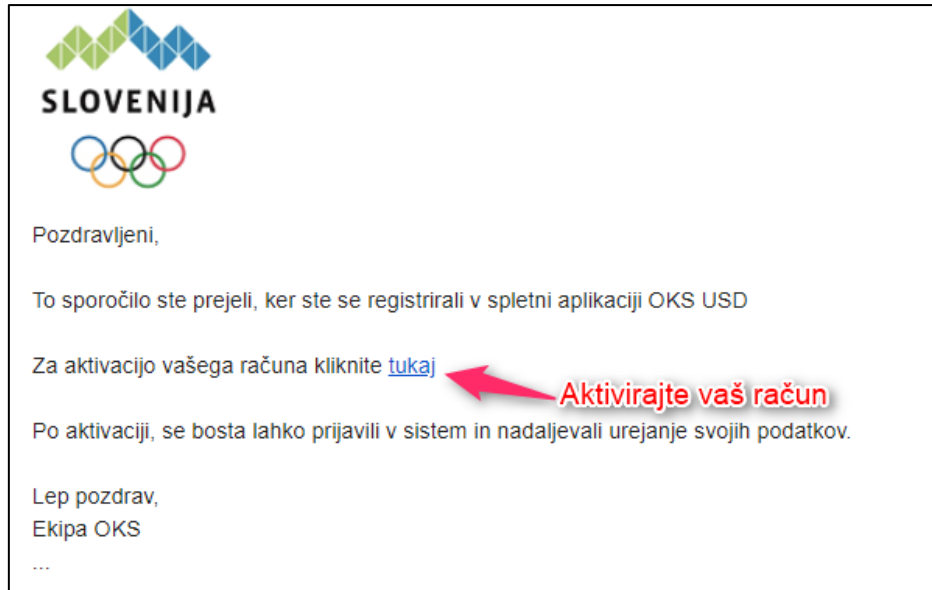 SLOVENIJA
Pozdravljeni,
To sporočilo ste prejeli, ker ste se registrirali v spletni aplikaciji OKS USD
Za aktivacijo vašega računa kliknite tukaj
Aktivirajte vaš račun
Po aktivaciji, se bosta lahko prijavili v sistem in nadaljevali urejanje svojih podatkov.
Lep pozdrav,
Ekipa OKS
...